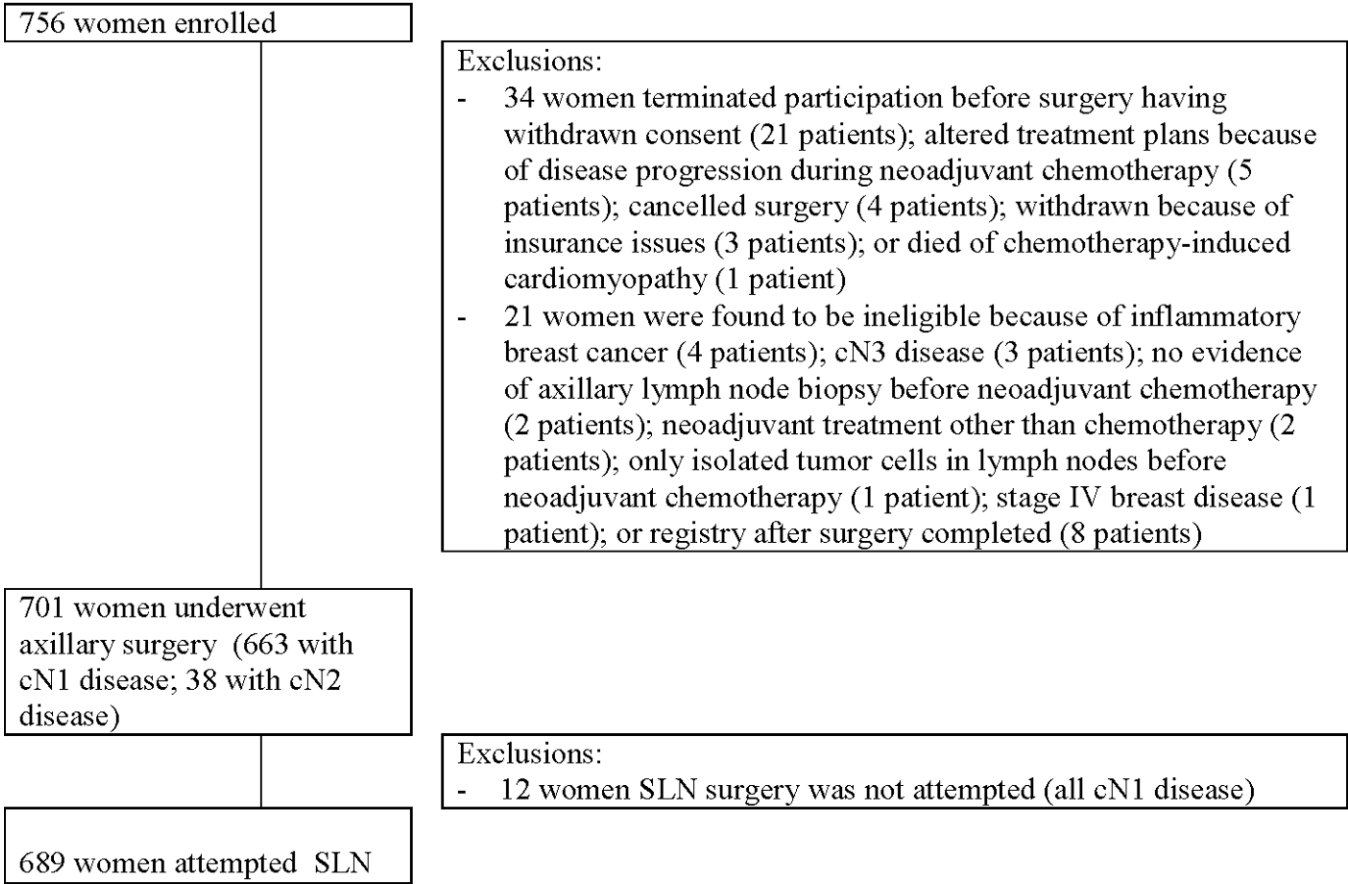 756 women enrolled
Exclusions:
- 34 women terminated participation before surgery having
withdrawn consent (21 patients); altered treatment plans because
of disease progression during neoadjuvant chemotherapy (5
patients); cancelled surgery (4 patients); withdrawn because of
insurance issues (3 patients); or died of chemotherapy-induced
cardiomyopathy (1 patient)
- 21 women were found to be ineligible because of inflammatory
breast cancer (4 patients); cN3 disease (3 patients); no evidence
of axillary lymph node biopsy before neoadjuvant chemotherapy
(2 patients); neoadjuvant treatment other than chemotherapy (2
patients); only isolated tumor cells in lymph nodes before
neoadjuvant chemotherapy (1 patient); stage IV breast disease (1
patient); or registry after surgery completed (8 patients)
701 women underwent
axillary surgery (663 with
cN1 disease; 38 with cN2
disease)
Exclusions:
- 12 women SLN surgery was not attempted (all cN1 disease)
689 women attempted SLN